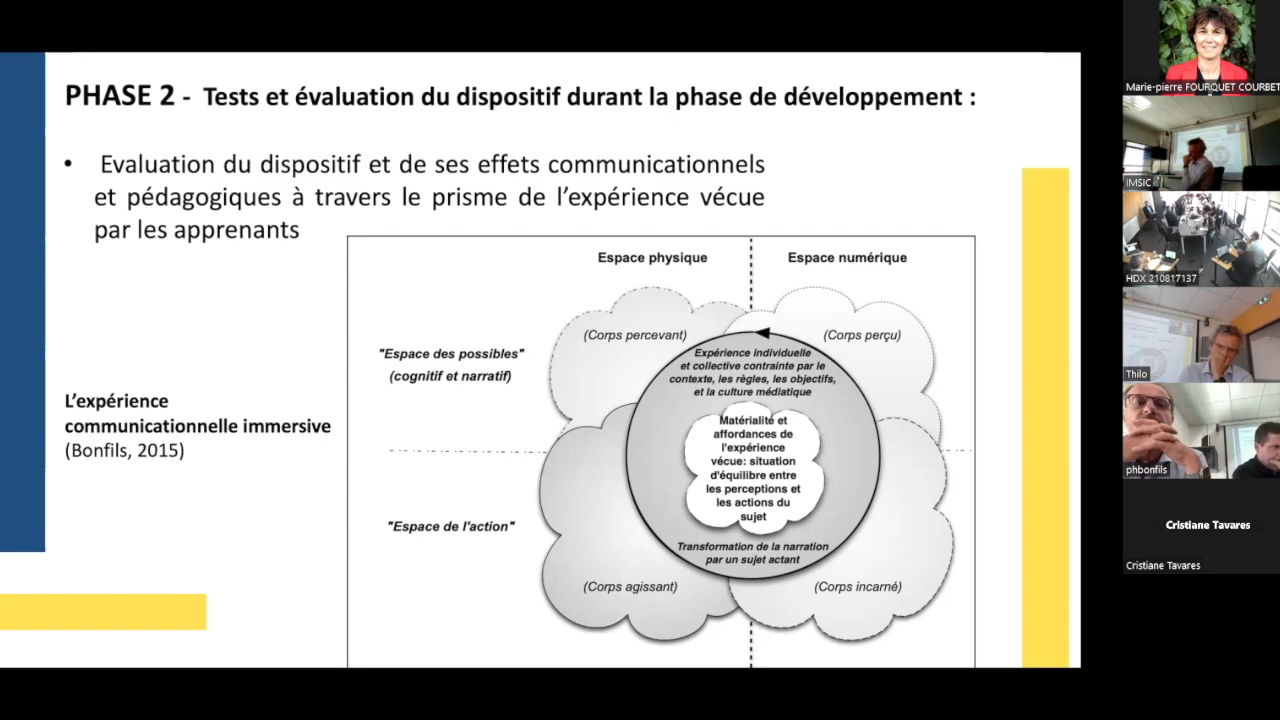 PHASE 2 - Tests et évaluation du dispositif durant la phase de développement :
• Evaluation du dispositif et de ses effets communicationnels
et pédagogiques à travers le prisme de l’expérience vécue
par les apprenants
L’expérience
communicationnelle immersive
(Bonfils, 2015)
Espace physique
Espace numérique
"Espace des possibles"
(cognitif et narratif)
"Espace de l'action"
(Corps percevant)
(Corps perçu)
Expérience individuelle
et collective contrainte par le
contexte, les règles, les objectifs,
et la culture médiatique
Matérialité et
affordances de
l'expérience
vécue: situation
d'équilibre entre
les perceptions et
les actions du
sujet
Transformation de la narration
par un sujet actant
(Corps agissant)
(Corps incarné)
Marie-pierre FOURQUET COURBET
IMSIC - I
HDX 210817137
Thilo
phbonfils
Cristiane Tavares
Cristiane Tavares